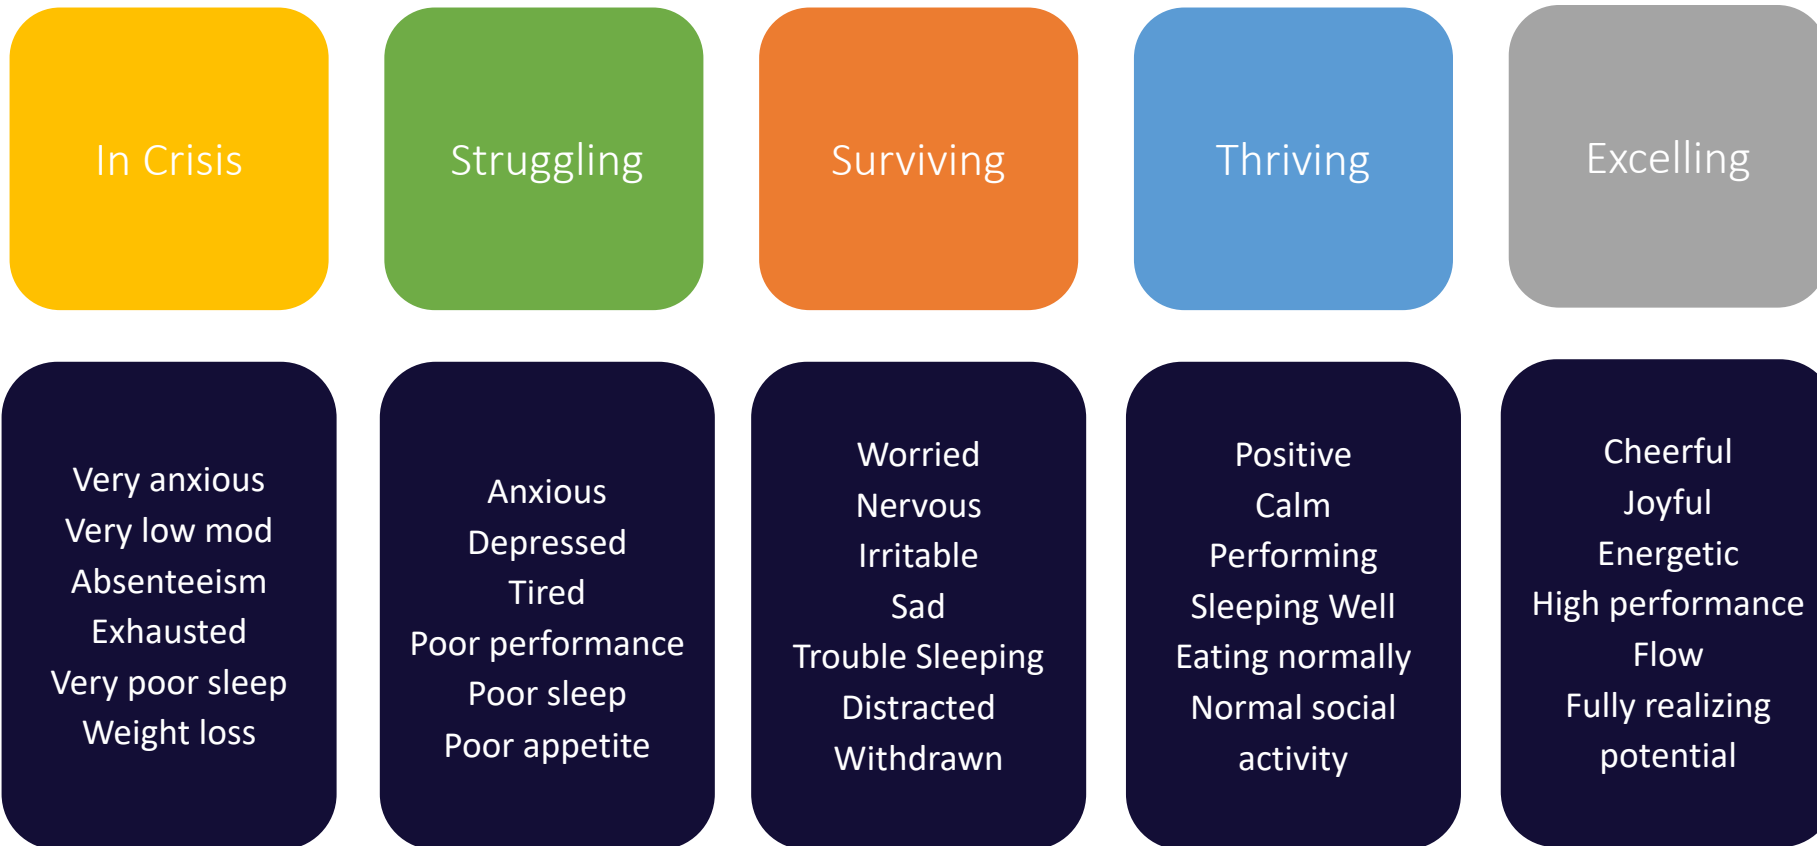 In Crisis
Struggling
Surviving
Thriving
Excelling
Very anxious
Very low mod
Absenteeism
Exhausted
Very poor sleep
Weight loss
Anxious
Depressed
Tired
Poor performance
Poor sleep
Poor appetite
Worried
Nervous
Irritable
Sad
Trouble Sleeping
Distracted
Withdrawn
Positive
Calm
Performing
Sleeping Well
Eating normally
Normal social
activity
Cheerful
Joyful
Energetic
High performance
Flow
Fully realizing
potential